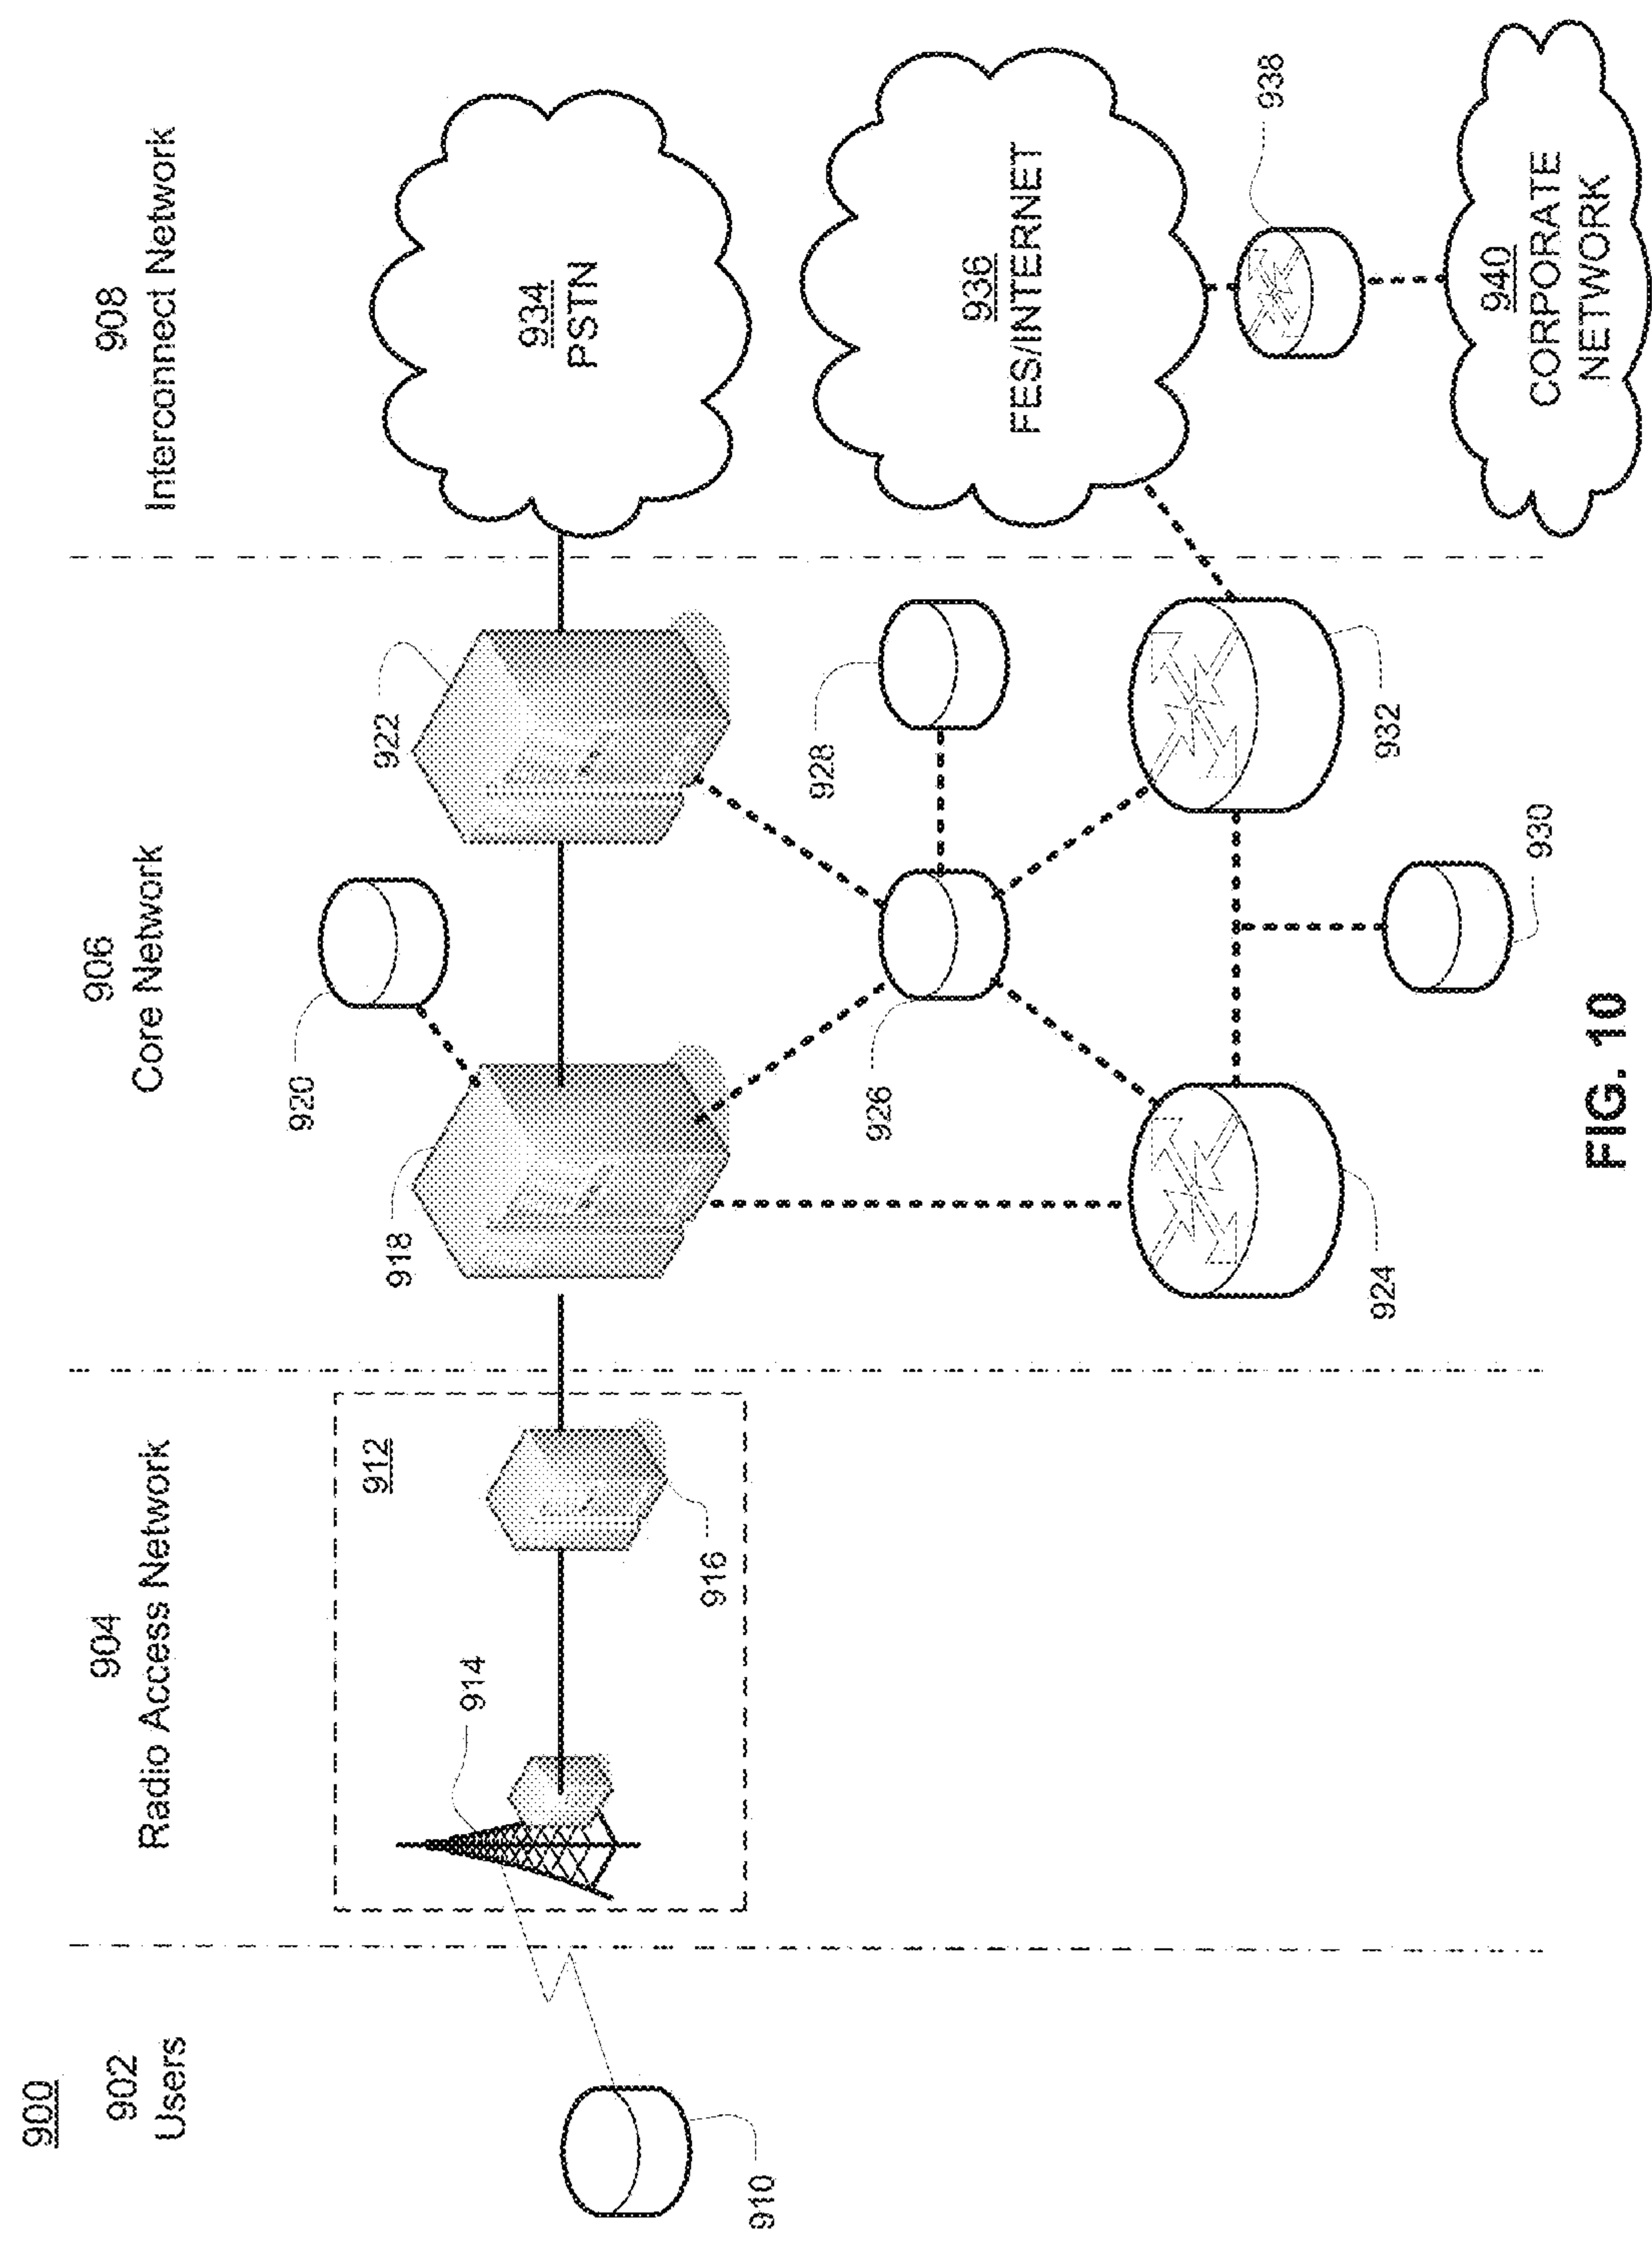 900
902
Users
904
Radio Access Network
906
Core Network
908
Interconnect Network
910
912
914
916
918
920
922
924
926
928
930
932
934
PSTN
936
FES/INTERNET
938
940
CORPORATE
NETWORK
FIG. 10